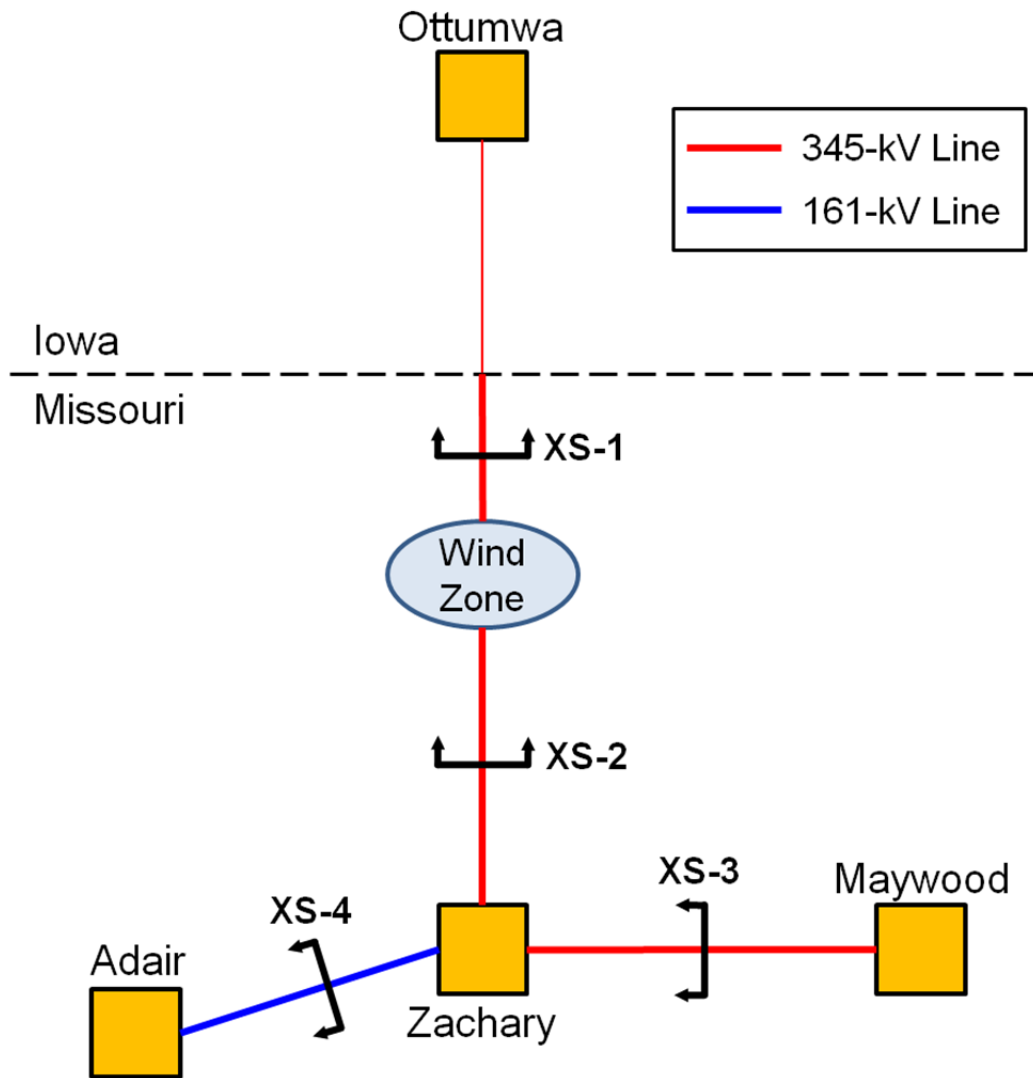 Ottumwa
345-kV Line
161-kV Line
Iowa
Missouri
XS-1
Wind
Zone
XS-2
XS-3
Maywood
XS-4
Adair
Zachary